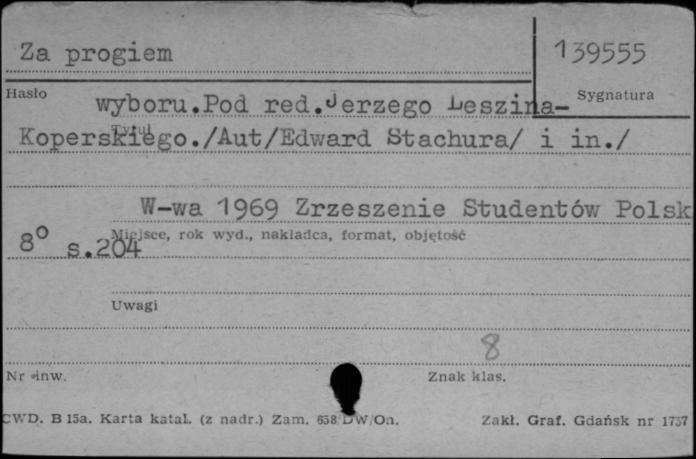 Za progiem
139555
Hasło
Sygnatura
wyboru.Pod red.Jerzego Leszina-
Tytuł
Koperskiego./Aut/Edward Stachura/ i in./
W-wa 1969 Zrzeszenie Studentów Polsk
Miejsce, rok wyd., nakładca, format, objętość
8° s.204
Uwagi
8
Nr inw.
Znak klas.
CWD. B 15a. Karta katal. (z nadr.) Zam. 658/DW/On.
Zakł. Graf. Gdańsk nr 1757